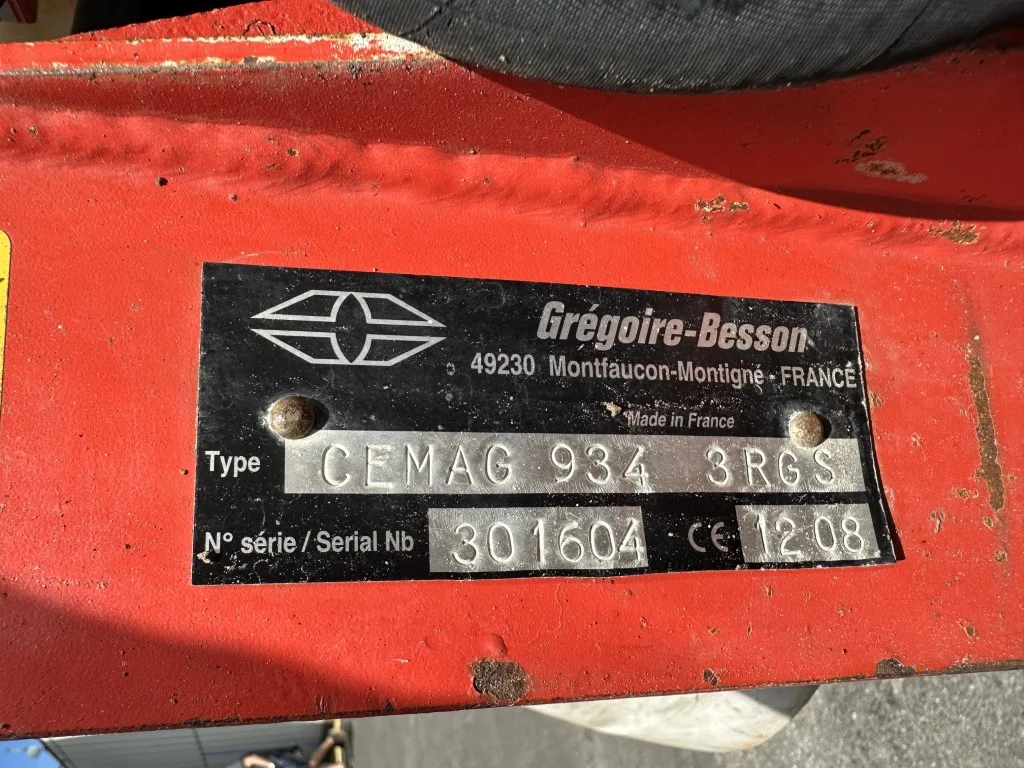 Grégoire-Besson
49230 Montfaucon-Montigné - FRANCE
Made in France
Type CEMAG 934 3RGS
N° série / Serial Nb 301604 CE 12 08